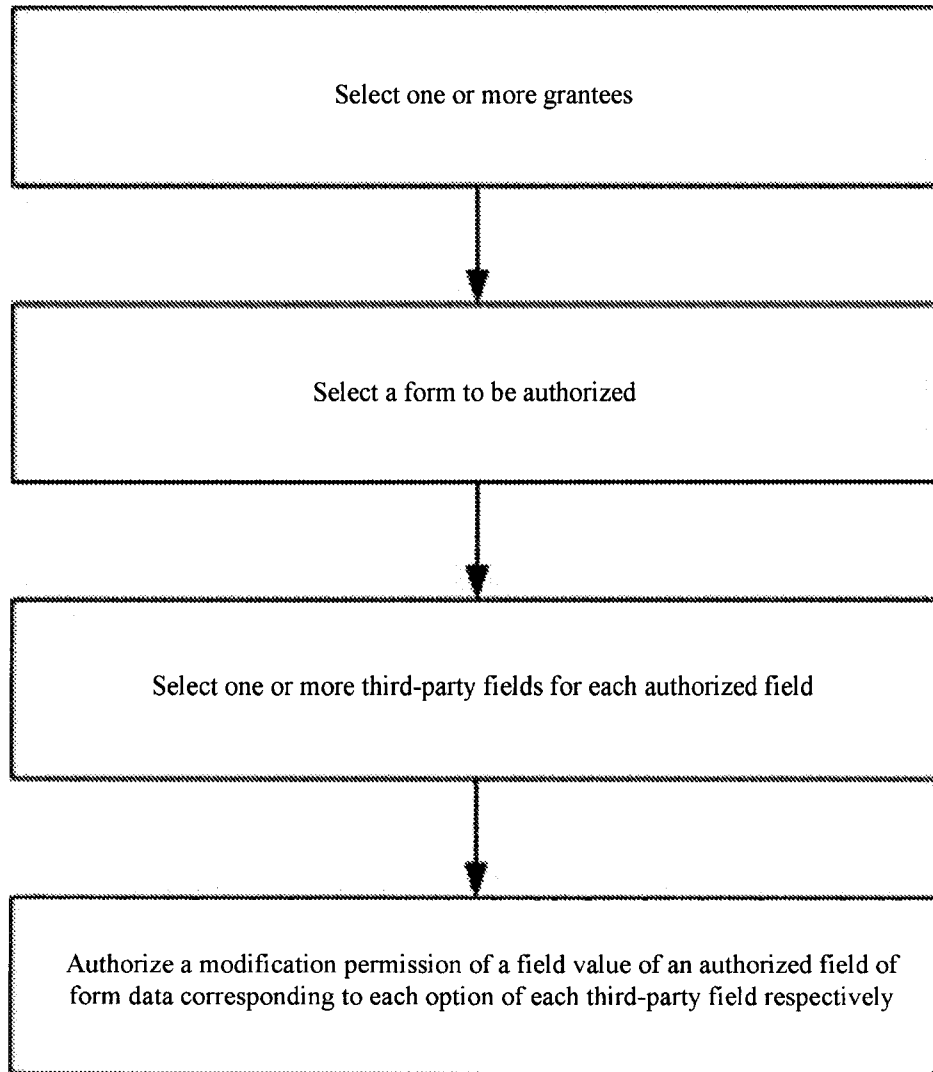 Select one or more grantees
Select a form to be authorized
Select one or more third-party fields for each authorized field
Authorize a modification permission of a field value of an authorized field of
form data corresponding to each option of each third-party field respectively